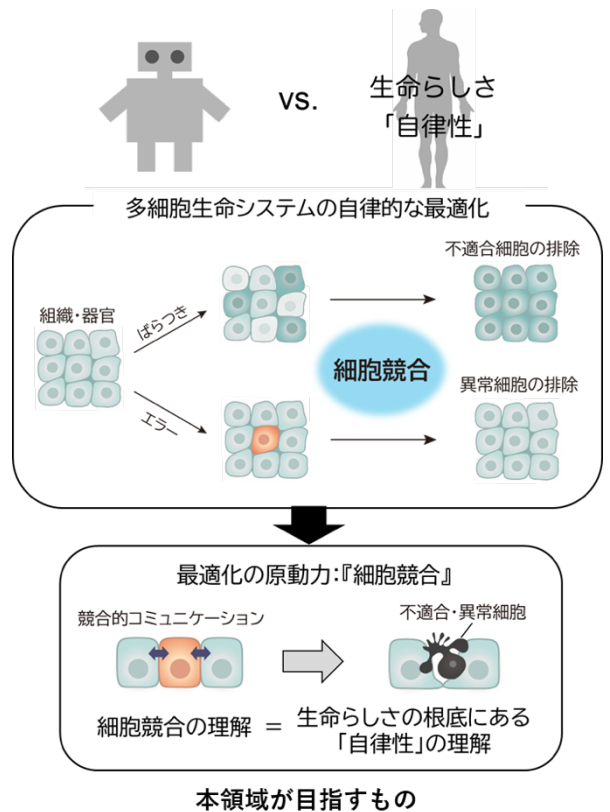 vs.
生命らしさ
「自律性」
多細胞生命システムの自律的な最適化
不適合細胞の排除
組織・器官
ばらつき
細胞競合
異常細胞の排除
エラー
最適化の原動力：『細胞競合』
競合的コミュニケーション
不適合・異常細胞
細胞競合の理解 = 生命らしさの根底にある
「自律性」の理解
本領域が目指すもの